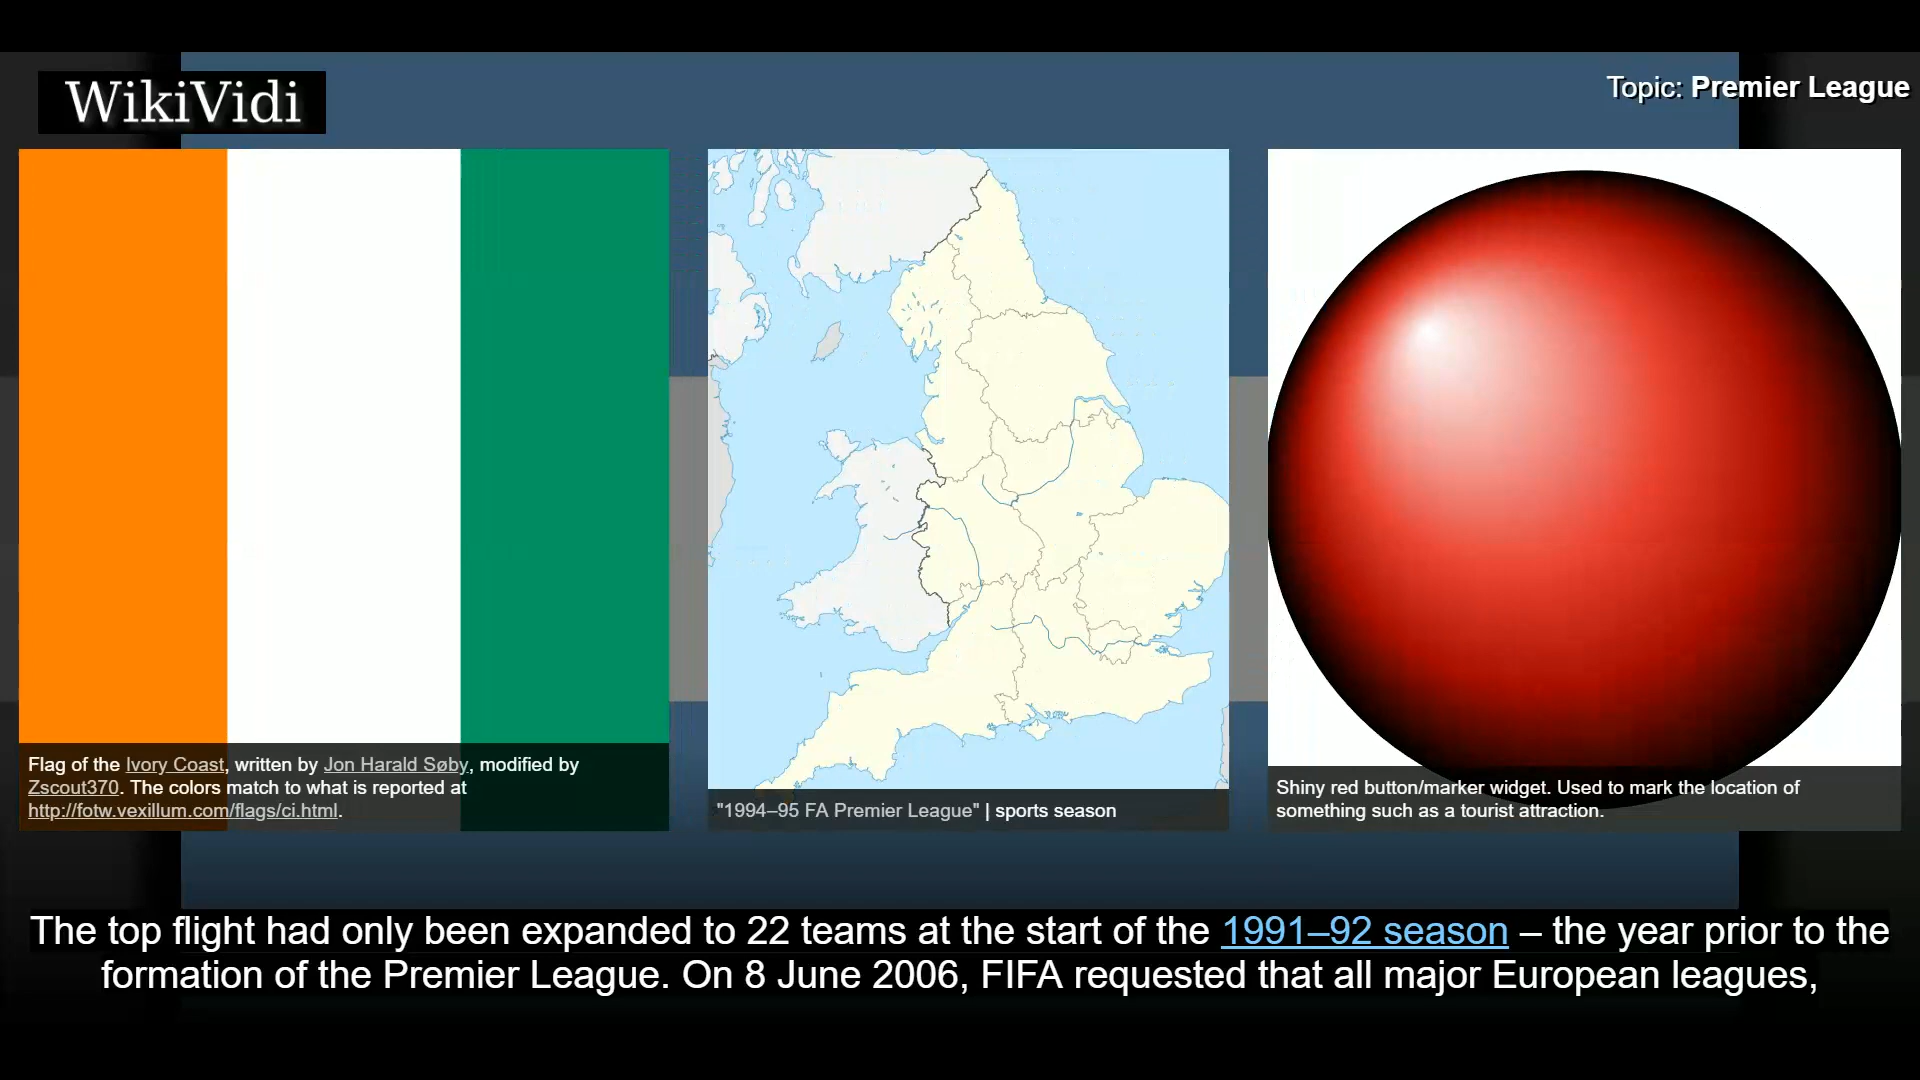 WikiVidi
Topic: Premier League
Flag of the Ivory Coast, written by Jon Harald Søby, modified by
Zscout370. The colors match to what is reported at
http://fotw.vexillum.com/flags/ci.html.
"1994–95 FA Premier League" | sports season
Shiny red button/marker widget. Used to mark the location of
something such as a tourist attraction.
The top flight had only been expanded to 22 teams at the start of the 1991–92 season – the year prior to the
formation of the Premier League. On 8 June 2006, FIFA requested that all major European leagues,